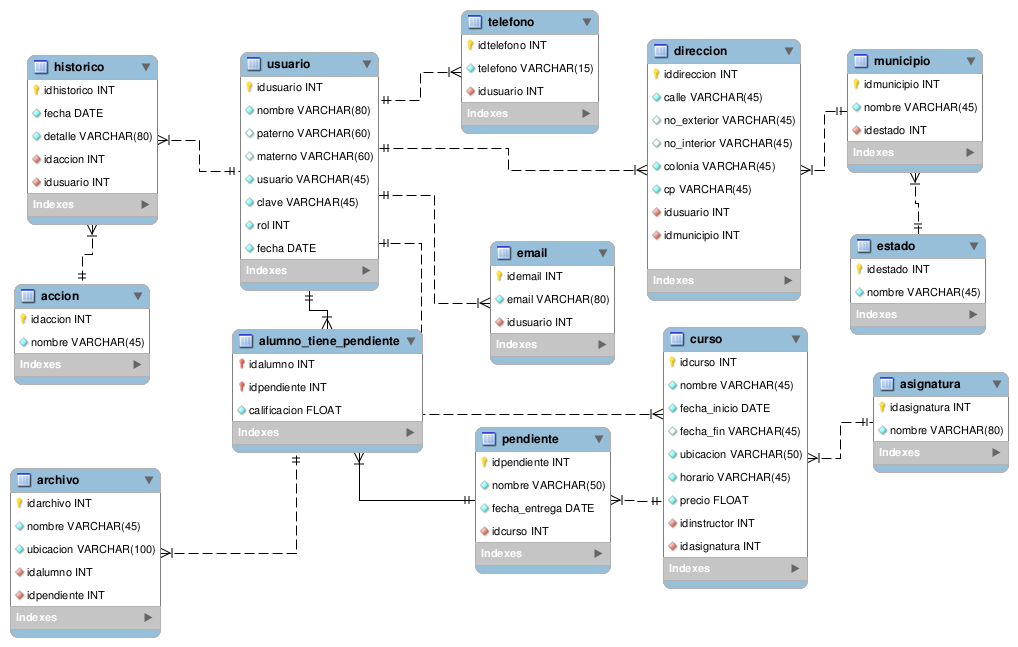 historico
idhistorico INT
fecha DATE
detalle VARCHAR(80)
idaccion INT
idusuario INT
Indexes
accion
idaccion INT
nombre VARCHAR(45)
Indexes
usuario
idusuario INT
nombre VARCHAR(80)
paterno VARCHAR(60)
materno VARCHAR(60)
usuario VARCHAR(45)
clave VARCHAR(45)
rol INT
fecha DATE
Indexes
telefono
idtelefono INT
telefono VARCHAR(15)
idusuario INT
Indexes
direccion
iddireccion INT
calle VARCHAR(45)
no_exterior VARCHAR(45)
no_interior VARCHAR(45)
colonia VARCHAR(45)
cp VARCHAR(45)
idusuario INT
idmunicipio INT
Indexes
municipio
idmunicipio INT
nombre VARCHAR(45)
idestado INT
Indexes
estado
idestado INT
nombre VARCHAR(45)
Indexes
email
idemail INT
email VARCHAR(80)
idusuario INT
Indexes
alumno_tiene_pendiente
idalumno INT
idpendiente INT
calificacion FLOAT
Indexes
curso
idcurso INT
nombre VARCHAR(45)
fecha_inicio DATE
fecha_fin VARCHAR(45)
ubicacion VARCHAR(50)
horario VARCHAR(45)
precio FLOAT
idinstructor INT
idasignatura INT
Indexes
asignatura
idasignatura INT
nombre VARCHAR(80)
Indexes
pendiente
idpendiente INT
nombre VARCHAR(50)
fecha_entrega DATE
idcurso INT
Indexes
archivo
idarchivo INT
nombre VARCHAR(45)
ubicacion VARCHAR(100)
idalumno INT
idpendiente INT
Indexes